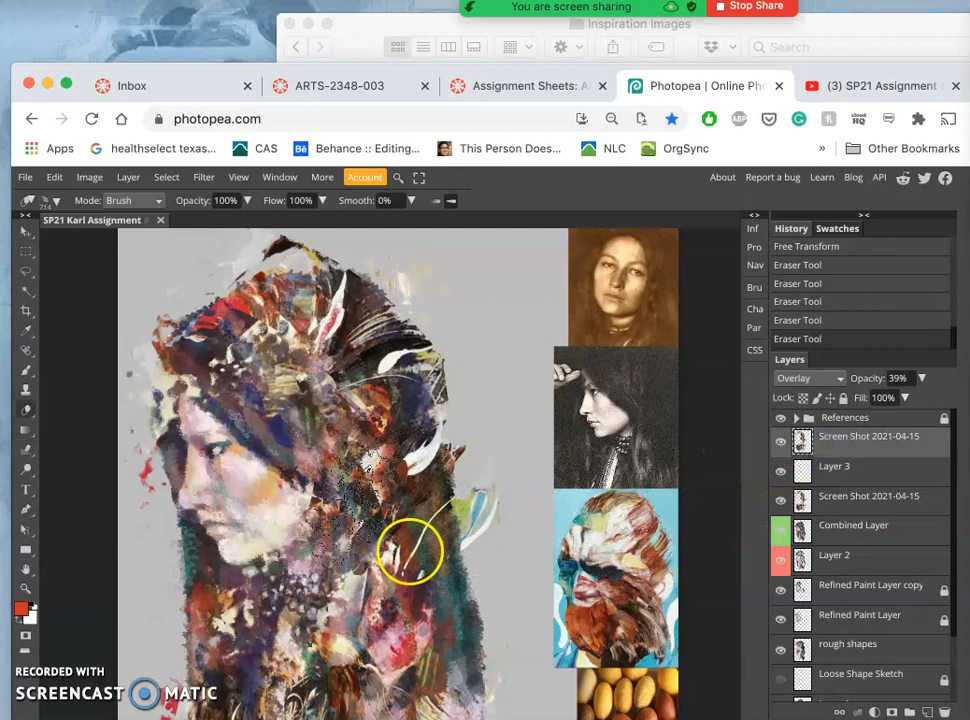 You are screen sharing Stop Share
Inspiration Images
Search
Inbox ARTS-2348-003 Assignment Sheets: A Photopea | Online Pho (3) SP21 Assignment
photopea.com
Apps healthselect texas... CAS Behance :: Editing... This Person Does... NLC OrgSync » Other Bookmarks
File Edit Image Layer Select Filter View Window More Account About Report a bug Learn Blog API
714 Mode: Brush Opacity: 100% Flow: 100% Smooth: 0%
SP21 Karl Assignment
Inf
Pro
Nav
Bru
Cha
Par
CSS
History Swatches
Free Transform
Eraser Tool
Eraser Tool
Eraser Tool
Eraser Tool
Eraser Tool
Layers
Overlay Opacity: 39%
Lock: Fill: 100%
References
Screen Shot 2021-04-15
Layer 3
Screen Shot 2021-04-15
Combined Layer
Layer 2
Refined Paint Layer copy
Refined Paint Layer
rough shapes
Loose Shape Sketch
RECORDED WITH
SCREENCAST MATIC